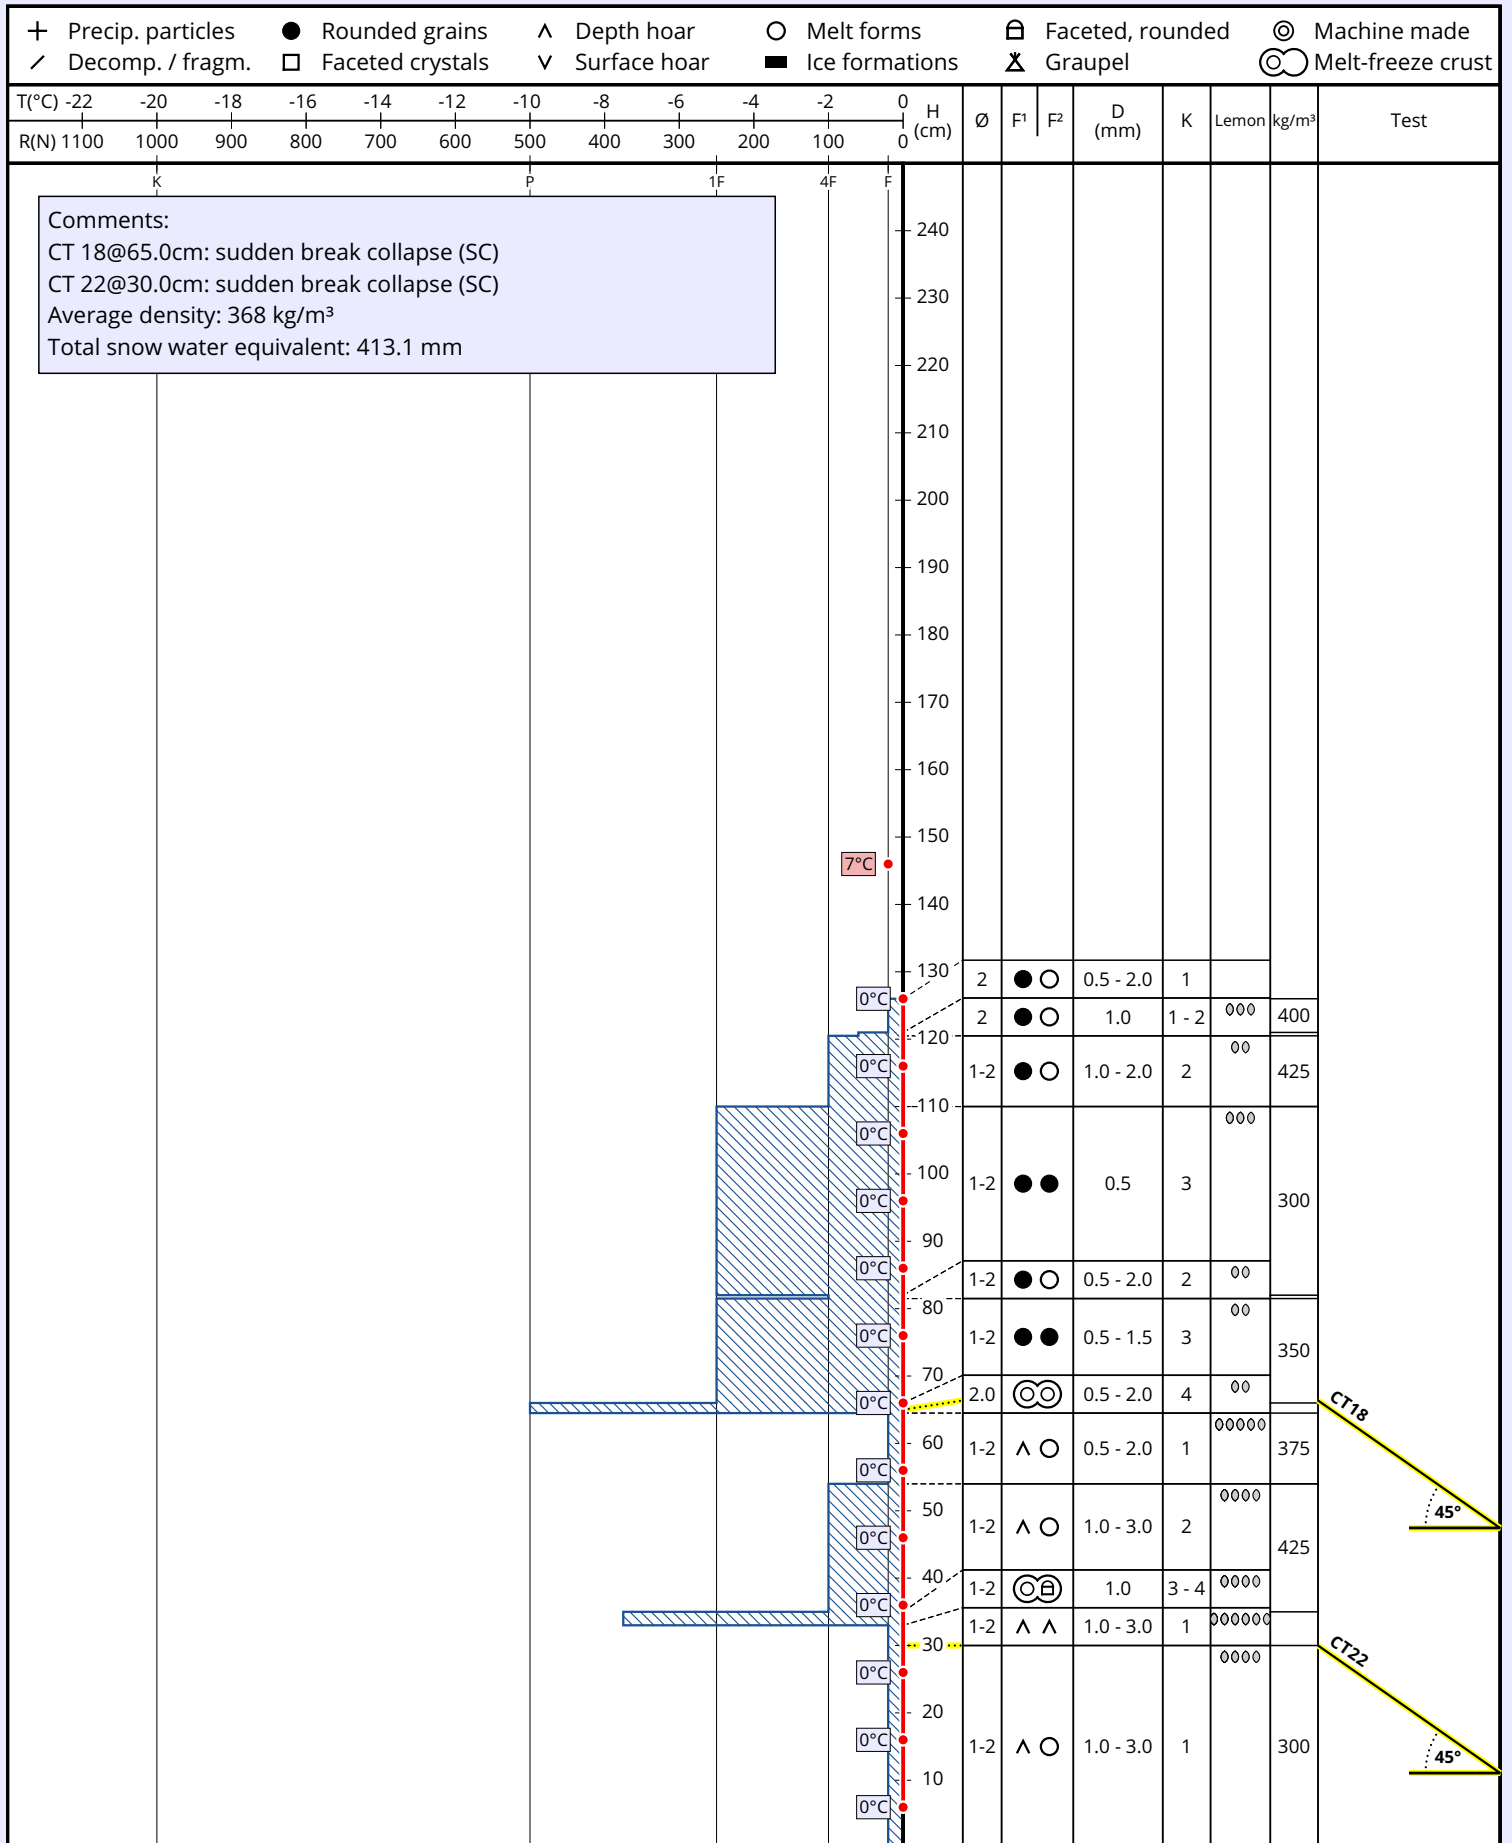 Precip. particles Rounded grains Depth hoar Melt forms Faceted, rounded Machine made
Decomp. / fragm. Faceted crystals Surface hoar Ice formations Graupel Melt-freeze crust
T(°C) -22 -20 -18 -16 -14 -12 -10 -8 -6 -4 -2 0
R(N) 1100 1000 900 800 700 600 500 400 300 200 100 0
H (cm) Ø F¹ F² D (mm) K Lemon kg/m³ Test
K P 1F 4F F
Comments:
CT 18@65.0cm: sudden break collapse (SC)
CT 22@30.0cm: sudden break collapse (SC)
Average density: 368 kg/m³
Total snow water equivalent: 413.1 mm
240
230
220
210
200
190
180
170
160
150
7°C
140
130
2 0.5 - 2.0 1
0°C
2 1.0 1 - 2 400
120
0°C 1-2 1.0 - 2.0 2 425
110
0°C
100
1-2 0.5 3
0°C 300
90
0°C
1-2 0.5 - 2.0 2
80
0°C 1-2 0.5 - 1.5 3
350
70
2.0 0.5 - 2.0 4
0°C
CT18
60 1-2 0.5 - 2.0 1 375
0°C
50 45°
1-2 1.0 - 3.0 2
0°C
425
40
1-2 1.0 3 - 4
0°C
1-2 1.0 - 3.0 1
30
CT22
0°C
20
0°C 1-2 1.0 - 3.0 1 300
45°
10
0°C